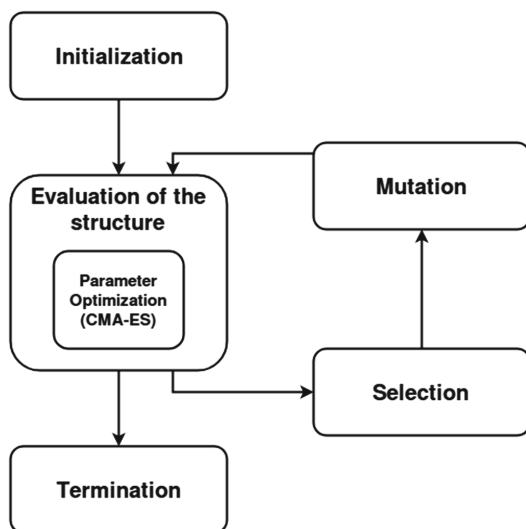 Initialization
Evaluation of the
structure
Parameter
Optimization
(CMA-ES)
Mutation
Selection
Termination